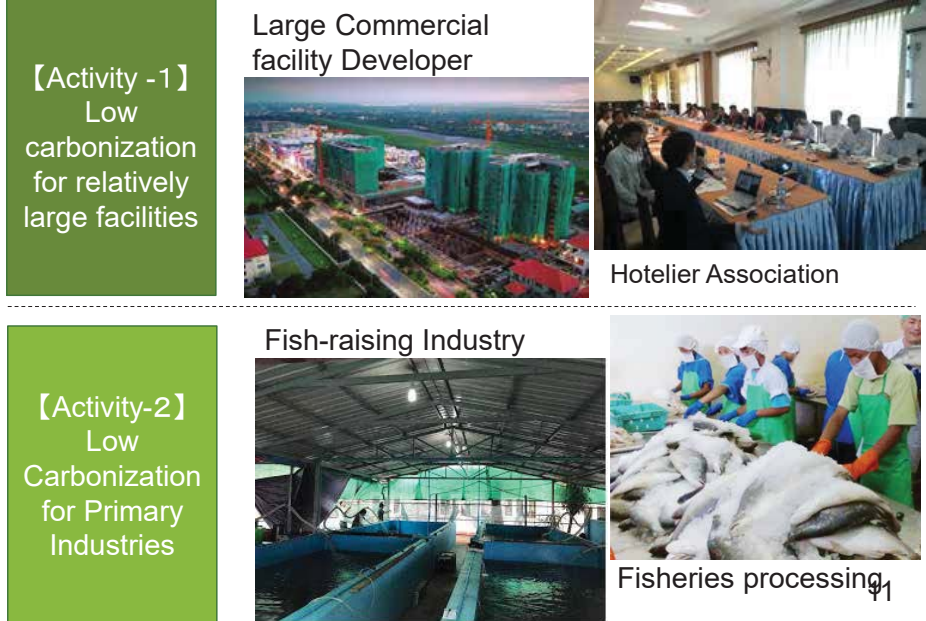 【Activity -1】
Low
carbonization
for relatively
large facilities
Large Commercial
facility Developer
Hotelier Association
【Activity-2】
Low
Carbonization
for Primary
Industries
Fish-raising Industry
Fisheries processing
11